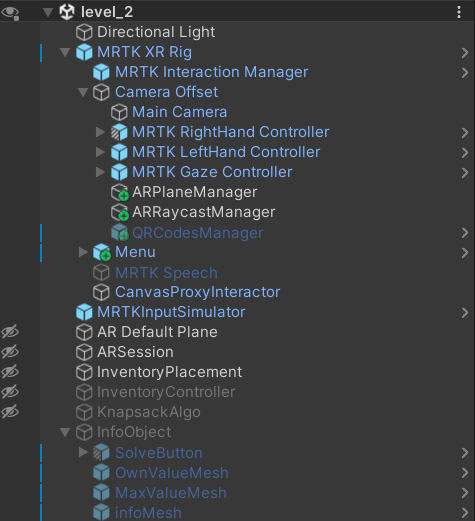 level_2
Directional Light
MRTK XR Rig
MRTK Interaction Manager
Camera Offset
Main Camera
MRTK RightHand Controller
MRTK LeftHand Controller
MRTK Gaze Controller
ARPlaneManager
ARRaycastManager
QRCodesManager
Menu
MRTK Speech
CanvasProxyInteractor
MRTKInputSimulator
AR Default Plane
ARSession
InventoryPlacement
InventoryController
KnapsackAlgo
InfoObject
SolveButton
OwnValueMesh
MaxValueMesh
infoMesh